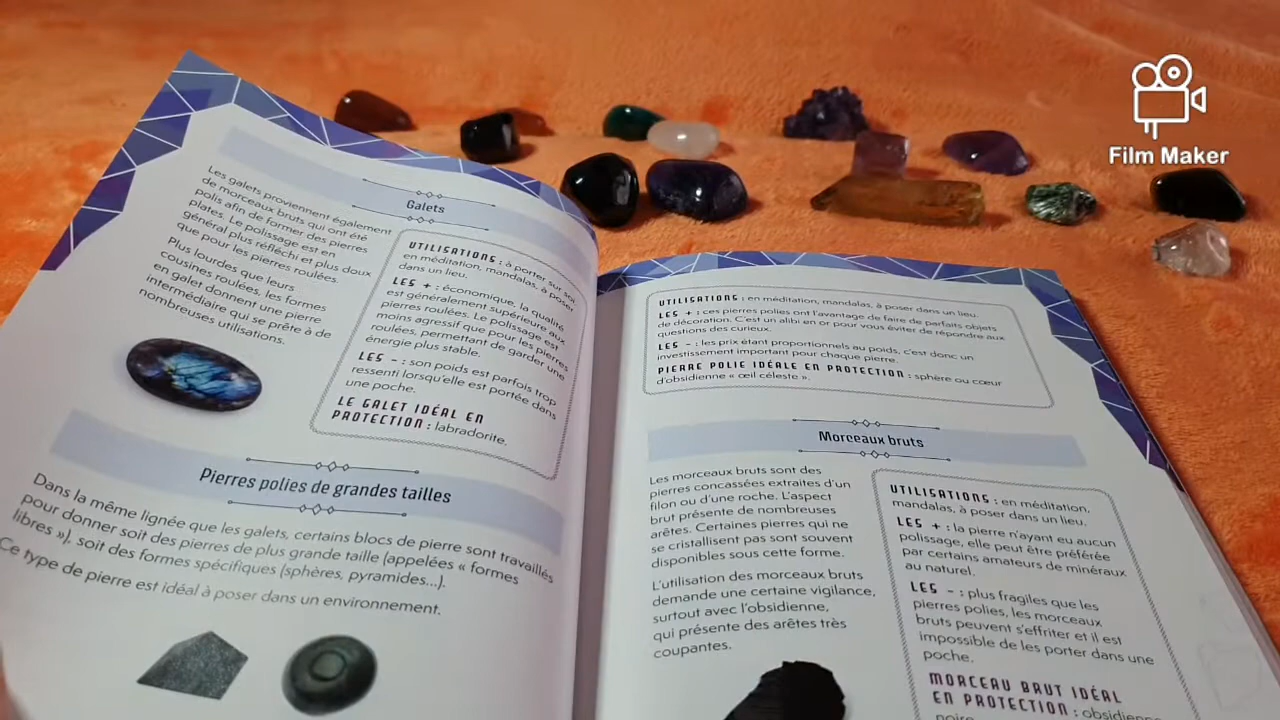 Galets
Les galets proviennent également
de morceaux bruts qui ont été
polis afin de former des pierres
plates. Le polissage est en
général plus réfléchi et plus doux
que pour les pierres roulées.
Plus lourdes que leurs
cousines roulées, les formes
en galet donnent une pierre
intermédiaire qui se prête à de
nombreuses utilisations.
UTILISATIONS : à porter sur soi,
en méditation, mandalas, à poser
dans un lieu.
LES + : économique, la qualité
est généralement supérieure aux
pierres roulées. Le polissage est
moins agressif que pour les pierres
roulées, permettant de garder une
énergie plus stable.
LES - : son poids est parfois trop
ressenti lorsqu'elle est portée dans
une poche.
LE GALET IDÉAL EN
PROTECTION : labradorite.
Pierres polies de grandes tailles
Dans la même lignée que les galets, certains blocs de pierre sont travaillés
pour donner soit des pierres de plus grande taille (appelées « formes
libres »), soit des formes spécifiques (sphères, pyramides...).
Ce type de pierre est idéal à poser dans un environnement.
UTILISATIONS : en méditation, mandalas, à poser dans un lieu.
LES + : ces pierres polies ont l'avantage de faire de parfaits objets
de décoration. C'est un alibi en or pour vous éviter de répondre aux
questions des curieux.
LES - : les prix étant proportionnels au poids, c'est donc un
investissement important pour chaque pierre.
PIERRE POLIE IDÉALE EN PROTECTION : sphère ou cœur
d'obsidienne « œil céleste ».
Morceaux bruts
Les morceaux bruts sont des
pierres concassées extraites d'un
filon ou d'une roche. L'aspect
brut présente de nombreuses
arêtes. Certaines pierres qui ne
se cristallisent pas sont souvent
disponibles sous cette forme.
L'utilisation des morceaux bruts
demande une certaine vigilance,
surtout avec l'obsidienne,
qui présente des arêtes très
coupantes.
UTILISATIONS : en méditation,
mandalas, à poser dans un lieu.
LES + : la pierre n'ayant eu aucun
polissage, elle peut être préférée
par certains amateurs de minéraux
au naturel.
LES - : plus fragiles que les
pierres polies, les morceaux
bruts peuvent s'effriter et il est
impossible de les porter dans une
poche.
MORCEAU BRUT IDÉAL
EN PROTECTION : obsidienne
noire
Film Maker